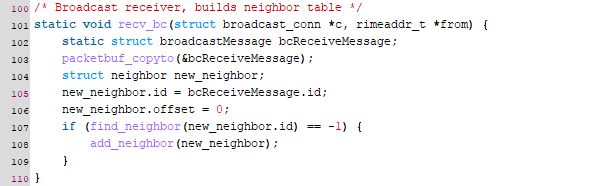 100 /* Broadcast receiver, builds neighbor table */
101 static void recv_bc(struct broadcast_conn *c, rimeaddr_t *from) {
102     static struct broadcastMessage bcReceiveMessage;
103     packetbuf_copyto(&bcReceiveMessage);
104     struct neighbor new_neighbor;
105     new_neighbor.id = bcReceiveMessage.id;
106     new_neighbor.offset = 0;
107     if (find_neighbor(new_neighbor.id) == -1) {
108         add_neighbor(new_neighbor);
109     }
110 }